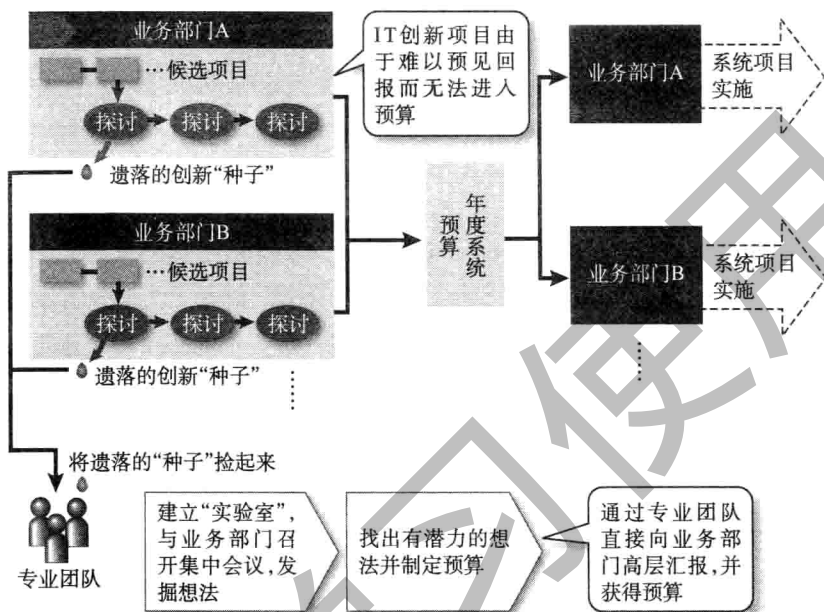 业务部门A
…候选项目
探讨
探讨
探讨
遗落的创新“种子”
IT创新项目由
于难以预见回
报而无法进入
预算
业务部门B
…候选项目
探讨
探讨
探讨
遗落的创新“种子”
年度系统
预算
业务部门A
系统项目
实施
业务部门B
系统项目
实施
将遗落的“种子”捡起来
专业团队
建立“实验室”，
与业务部门召
开集中会议，发
掘想法
找出有潜力的想
法并制定预算
通过专业团队
直接向业务部
门高层汇报，并
获得预算
习使用